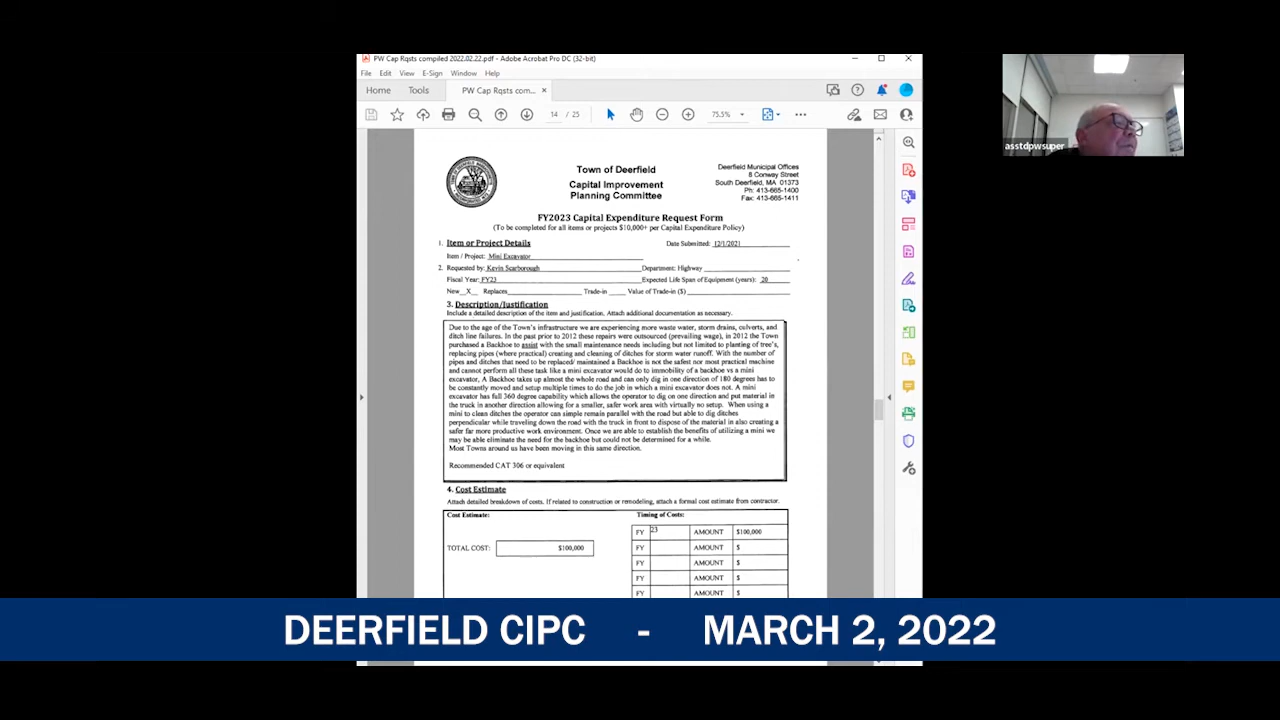 PW Cap Rqsts compiled 2022.02.22.pdf - Adobe Acrobat Pro DC (32-bit)
File Edit View E-Sign Window Help
Home Tools PW Cap Rqsts com... ×
14 / 25 75.5%
asstdpwsuper
Town of Deerfield
Capital Improvement
Planning Committee
Deerfield Municipal Offices
8 Conway Street
South Deerfield, MA 01373
Ph: 413-665-1400
Fax: 413-665-1411
FY2023 Capital Expenditure Request Form
(To be completed for all items or projects $10,000+ per Capital Expenditure Policy)
1. Item or Project Details Date Submitted: 12/1/2021
Item / Project: Mini Excavator
2. Requested by: Kevin Scarborough Department: Highway
Fiscal Year: FY23 Expected Life Span of Equipment (years): 20
New X Replaces Trade-in Value of Trade-in ($)
3. Description/Justification
Include a detailed description of the item and justification. Attach additional documentation as necessary.
Due to the age of the Town's infrastructure we are experiencing more waste water, storm drains, culverts, and
ditch line failures. In the past prior to 2012 these repairs were outsourced (prevailing wage), in 2012 the Town
purchased a Backhoe to assist with the small maintenance needs including but not limited to planting of tree's,
replacing pipes (where practical) creating and cleaning of ditches for storm water runoff. With the number of
pipes and ditches that need to be replaced/ maintained a Backhoe is not the safest nor most practical machine
and cannot perform all these task like a mini excavator would do to immobility of a backhoe vs a mini
excavator, A Backhoe takes up almost the whole road and can only dig in one direction of 180 degrees has to
be constantly moved and setup multiple times to do the job in which a mini excavator does not. A mini
excavator has full 360 degree capability which allows the operator to dig on one direction and put material in
the truck in another direction allowing for a smaller, safer work area with virtually no setup. When using a
mini to clean ditches the operator can simple remain parallel with the road but able to dig ditches
perpendicular while traveling down the road with the truck in front to dispose of the material in also creating a
safer far more productive work environment. Once we are able to establish the benefits of utilizing a mini we
may be able eliminate the need for the backhoe but could not be determined for a while.
Most Towns around us have been moving in this same direction.
Recommended CAT 306 or equivalent
4. Cost Estimate
Attach detailed breakdown of costs. If related to construction or remodeling, attach a formal cost estimate from contractor.
Cost Estimate: Timing of Costs:
FY 23 AMOUNT $100,000
TOTAL COST: $100,000 FY AMOUNT $
FY AMOUNT $
FY AMOUNT $
FY AMOUNT $
DEERFIELD CIPC - MARCH 2, 2022